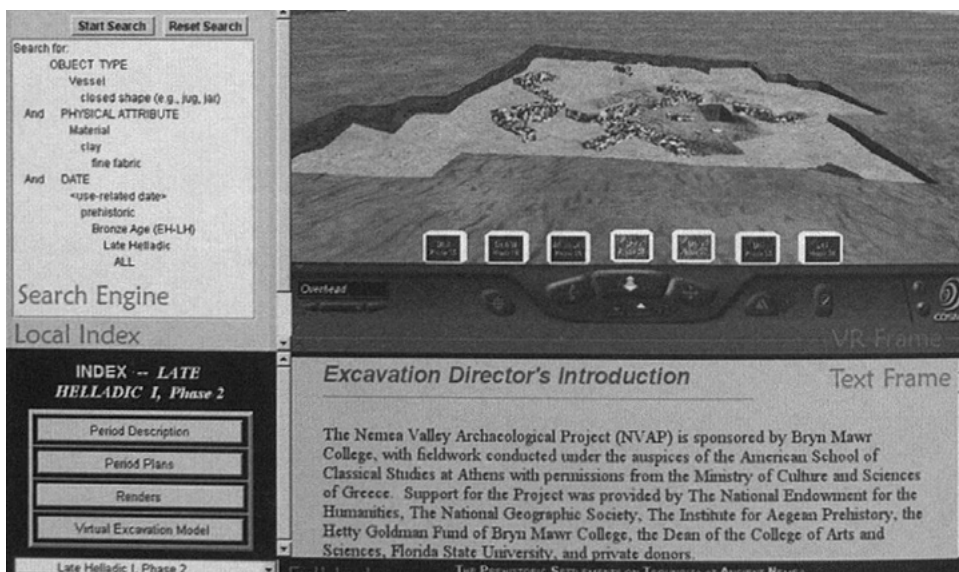 Start Search Reset Search
Search for:
OBJECT TYPE
Vessel
closed shape (e.g., jug, jar)
And PHYSICAL ATTRIBUTE
Material
clay
fine fabric
And DATE
<use-related date>
prehistoric
Bronze Age (EH-LH)
Late Helladic
ALL
Search Engine
Local Index
INDEX -- LATE
HELLADIC I, Phase 2
Period Description
Period Plans
Renders
Virtual Excavation Model
Late Helladic I, Phase 2
Overhead
VR Frame
Excavation Director's Introduction
Text Frame
The Nemea Valley Archaeological Project (NVAP) is sponsored by Bryn Mawr
College, with fieldwork conducted under the auspices of the American School of
Classical Studies at Athens with permissions from the Ministry of Culture and Sciences
of Greece. Support for the Project was provided by The National Endowment for the
Humanities, The National Geographic Society, The Institute for Aegean Prehistory, the
Hetty Goldman Fund of Bryn Mawr College, the Dean of the College of Arts and
Sciences, Florida State University, and private donors.